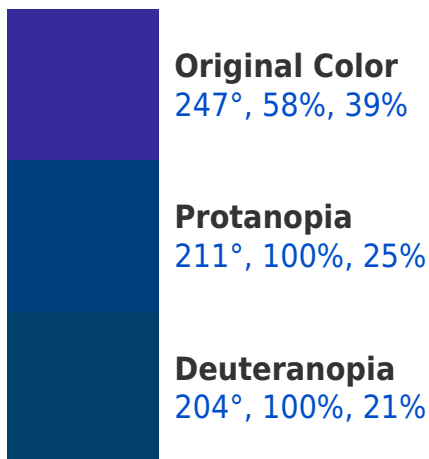 Original Color
247°, 58%, 39%
Protanopia
211°, 100%, 25%
Deuteranopia
204°, 100%, 21%